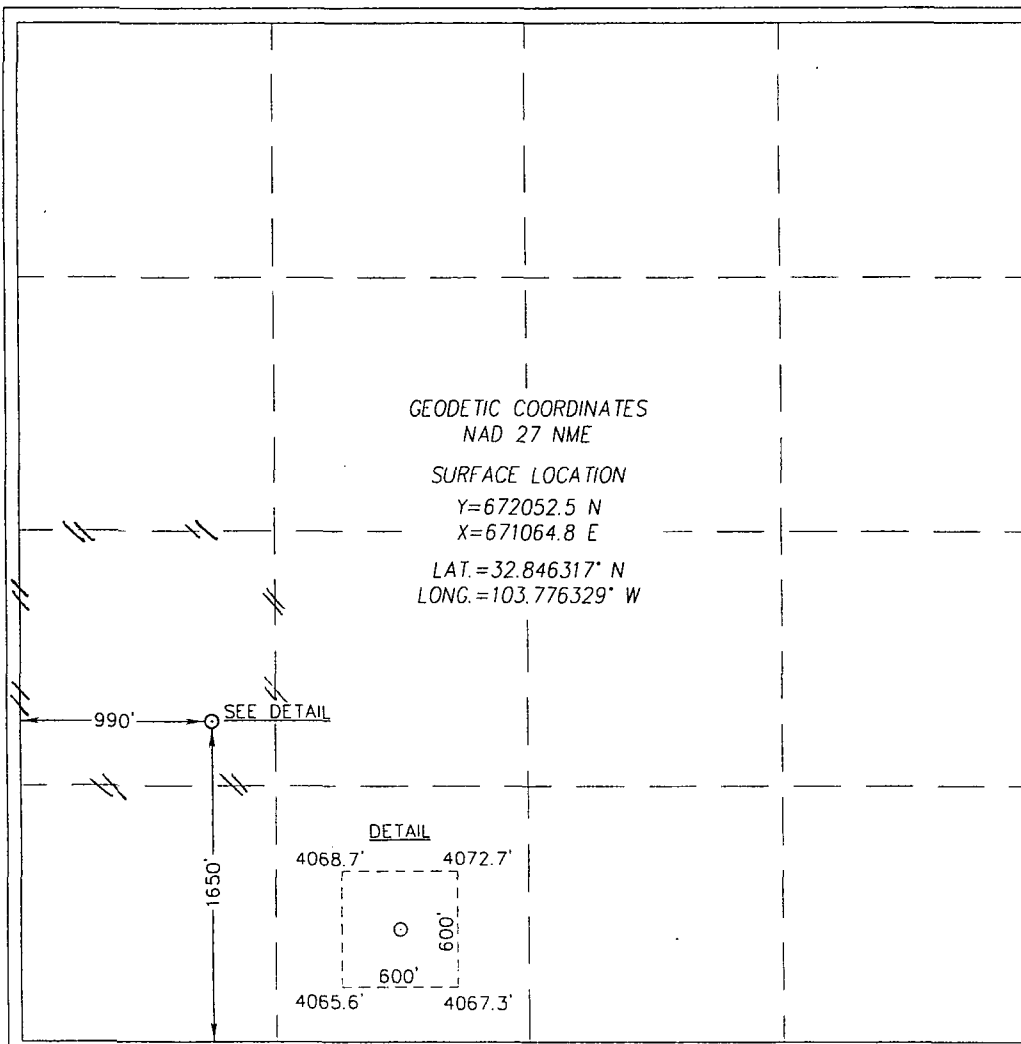 GEODETIC COORDINATES
NAD 27 NME
SURFACE LOCATION
Y=672052.5 N
X=671064.8 E
LAT.=32.846317° N
LONG.=103.776329° W
990'
SEE DETAIL
1650'
DETAIL
4068.7' 4072.7'
600'
600'
4065.6' 4067.3'